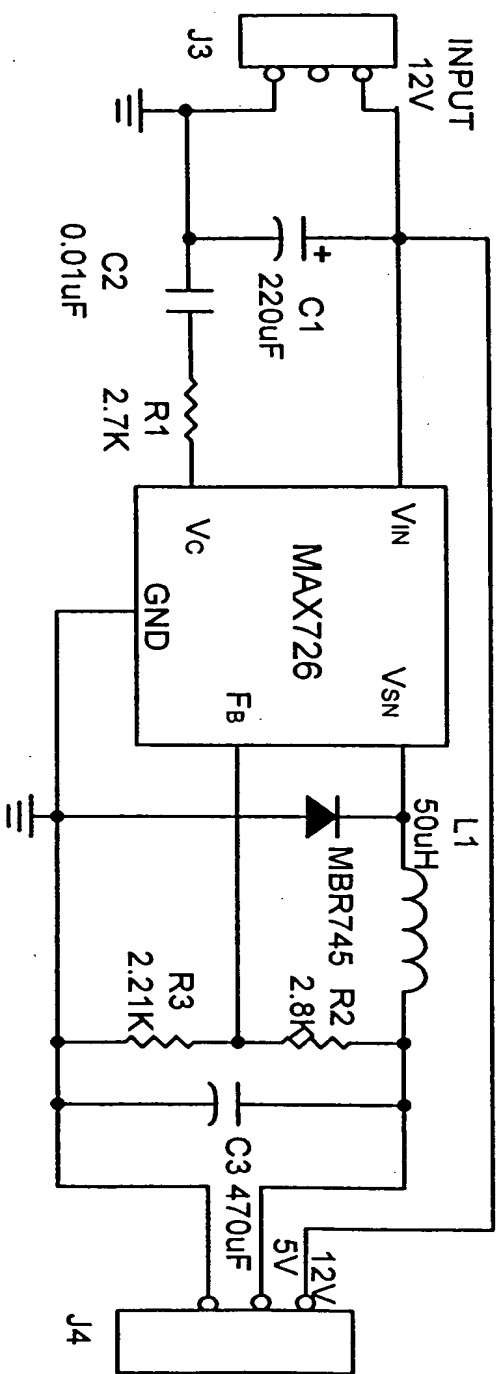 INPUT
12V
J3
C1
220uF
+
C2
0.01uF
R1
2.7K
VIN
VSN
MAX726
VC
FB
GND
L1
50uH
MBR745
R2
2.8K
R3
2.21K
C3 470uF
12V
5V
J4